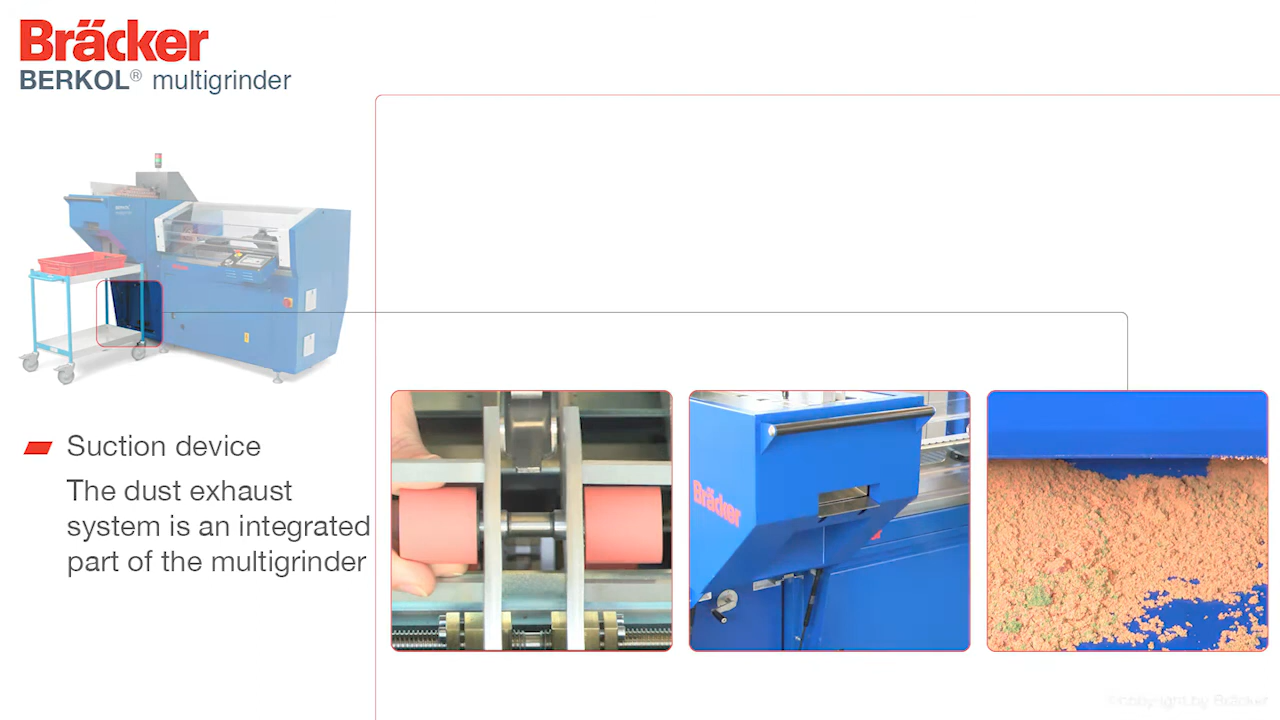 Bräcker
BERKOL® multigrinder
Suction device
The dust exhaust
system is an integrated
part of the multigrinder
Bräcker